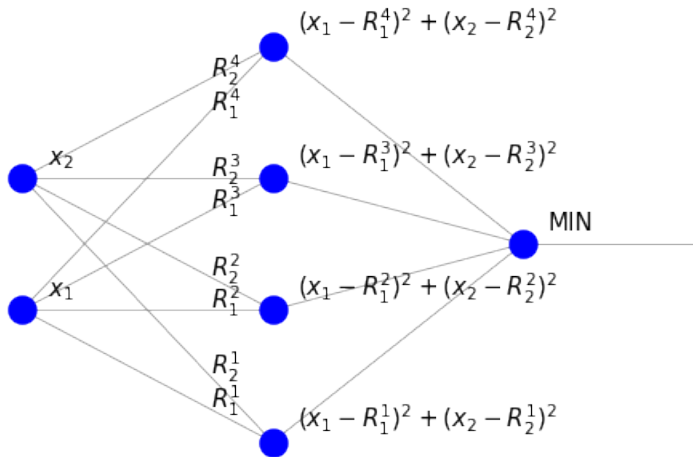 (x₁ − R₁⁴)² + (x₂ − R₂⁴)²
R₂⁴
R₁⁴
x₂
R₂³
R₁³
(x₁ − R₁³)² + (x₂ − R₂³)²
MIN
x₁
R₂²
R₁²
(x₁ − R₁²)² + (x₂ − R₂²)²
R₂¹
R₁¹
(x₁ − R₁¹)² + (x₂ − R₂¹)²